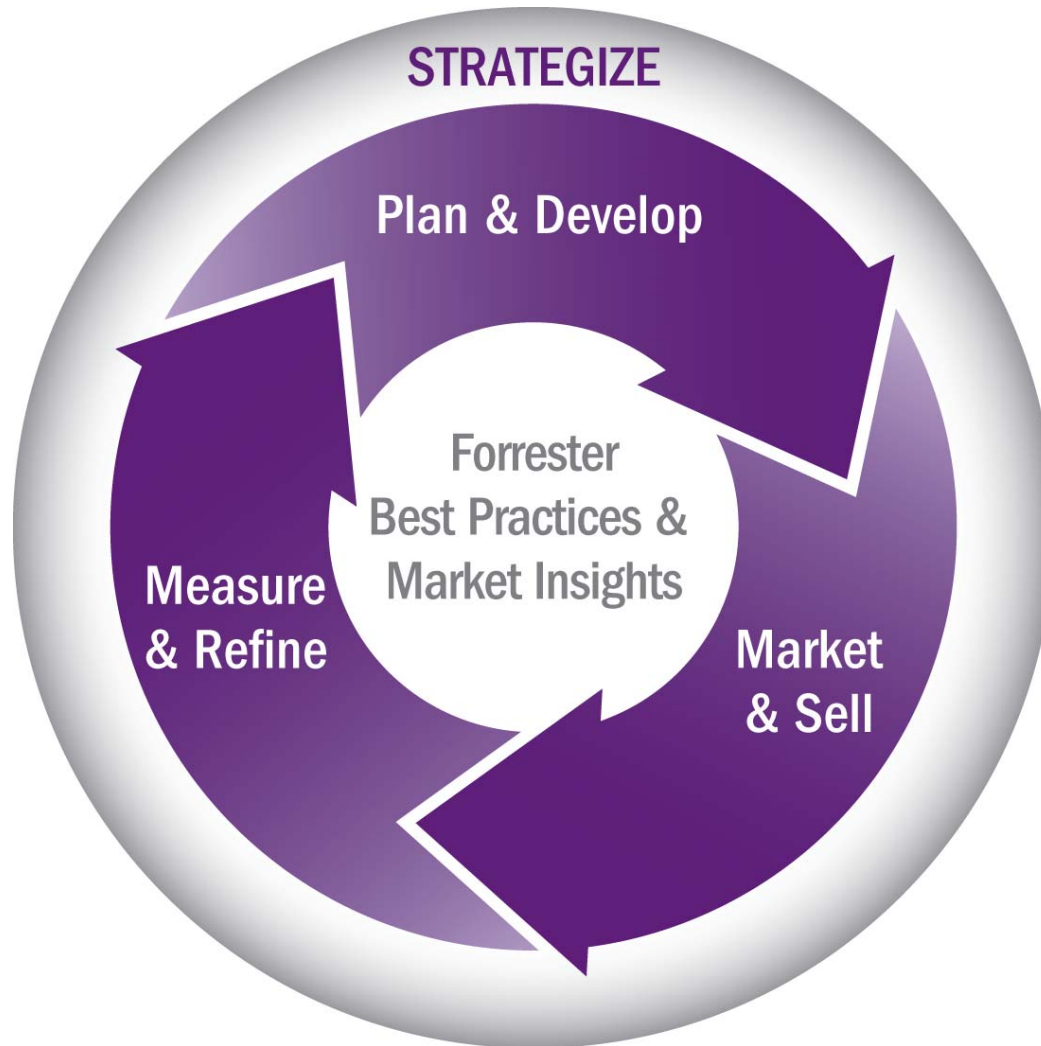 STRATEGIZE
Plan & Develop
Forrester
Best Practices &
Market Insights
Measure
& Refine
Market
& Sell